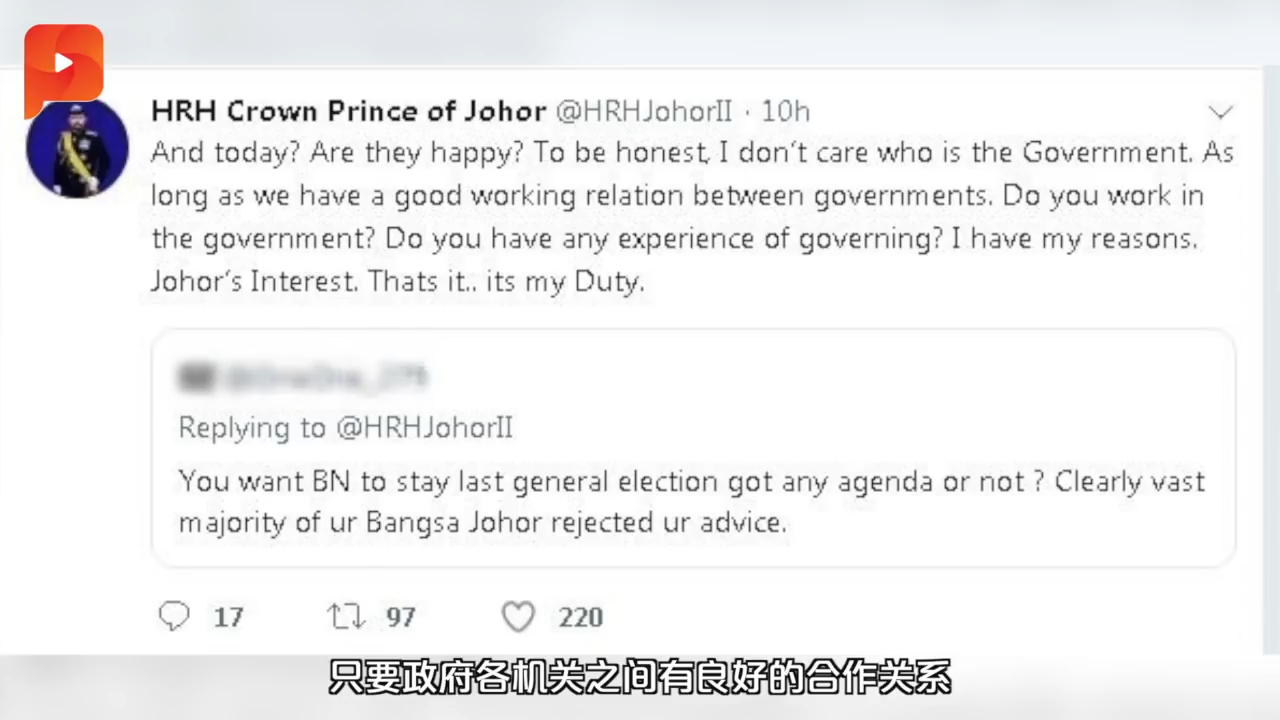 HRH Crown Prince of Johor @HRHJohorII · 10h
And today? Are they happy? To be honest, I don't care who is the Government. As
long as we have a good working relation between governments. Do you work in
the government? Do you have any experience of governing? I have my reasons.
Johor's Interest. Thats it.. its my Duty.
Replying to @HRHJohorII
You want BN to stay last general election got any agenda or not ? Clearly vast
majority of ur Bangsa Johor rejected ur advice.
17 97 220
只要政府各机关之间有良好的合作关系